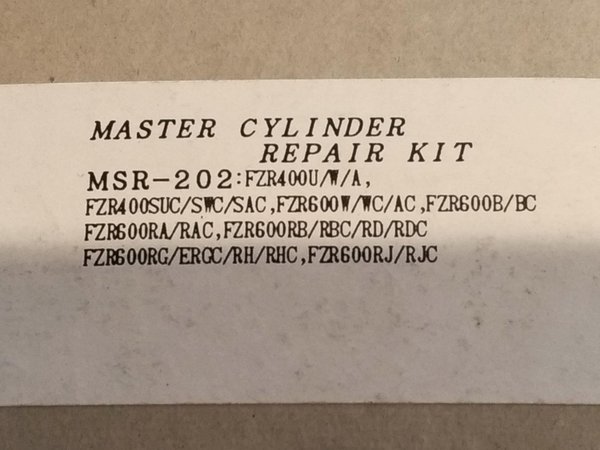 MASTER CYLINDER
REPAIR KIT
MSR-202:FZR400U/W/A,
FZR400SUC/SWC/SAC,FZR600W/WC/AC,FZR600B/BC
FZR600RA/RAC,FZR600RB/RBC/RD/RDC
FZR600RG/ERGC/RH/RHC,FZR600RJ/RJC